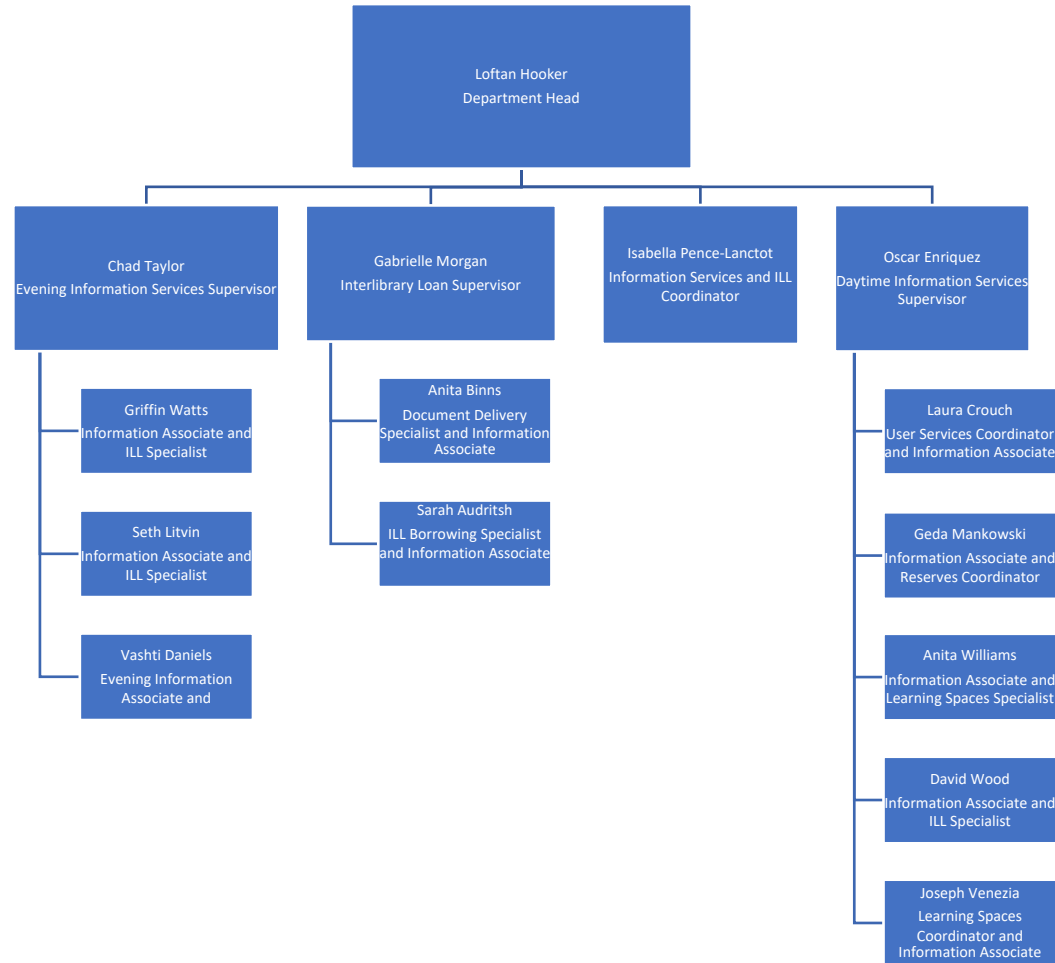 Loftan Hooker
Department Head
Chad Taylor
Evening Information Services Supervisor
Gabrielle Morgan
Interlibrary Loan Supervisor
Isabella Pence-Lanctot
Information Services and ILL
Coordinator
Oscar Enriquez
Daytime Information Services
Supervisor
Griffin Watts
Information Associate and
ILL Specialist
Seth Litvin
Information Associate and
ILL Specialist
Vashti Daniels
Evening Information
Associate and
Anita Binns
Document Delivery
Specialist and Information
Associate
Sarah Audritsh
ILL Borrowing Specialist
and Information Associate
Laura Crouch
User Services Coordinator
and Information Associate
Geda Mankowski
Information Associate and
Reserves Coordinator
Anita Williams
Information Associate and
Learning Spaces Specialist
David Wood
Information Associate and
ILL Specialist
Joseph Venezia
Learning Spaces
Coordinator and
Information Associate